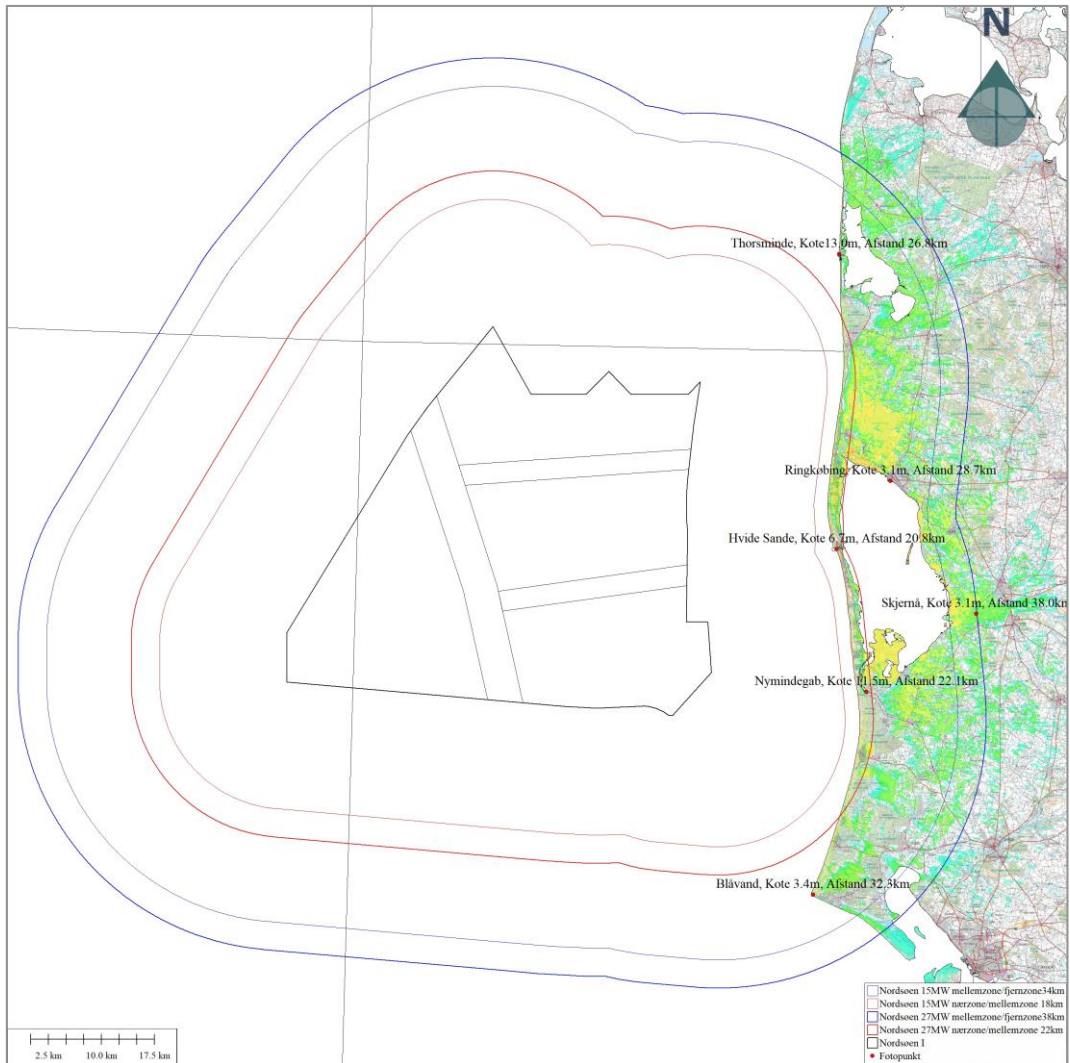 N
Thorsminde, Kote13.0m, Afstand 26.8km
Ringkøbing, Kote 3.1m, Afstand 28.7km
Hvide Sande, Kote 6.7m, Afstand 20.8km
Skjernå, Kote 3.1m, Afstand 38.0km
Nymindegab, Kote 11.5m, Afstand 22.1km
Blåvand, Kote 3.4m, Afstand 32.3km
Nordsøen 15MW mellemzone/fjernzone34km
Nordsøen 15MW nærzone/mellemzone 18km
Nordsøen 27MW mellemzone/fjernzone38km
Nordsøen 27MW nærzone/mellemzone 22km
Nordsøen I
Fotopunkt
2.5 km 10.0 km 17.5 km